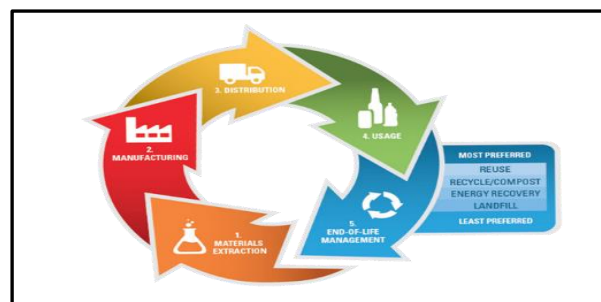 3. DISTRIBUTION
4. USAGE
2.
MANUFACTURING
MOST PREFERRED
REUSE
RECYCLE/COMPOST
ENERGY RECOVERY
LANDFILL
LEAST PREFERRED
5.
END-OF-LIFE
MANAGEMENT
1.
MATERIALS
EXTRACTION